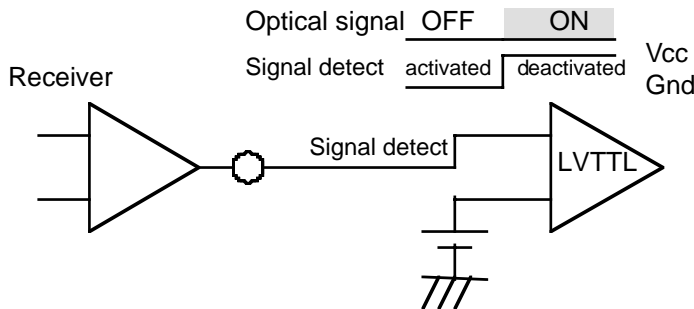 Optical signal OFF ON
Signal detect activated deactivated Vcc
Gnd
Receiver
Signal detect
LVTTL